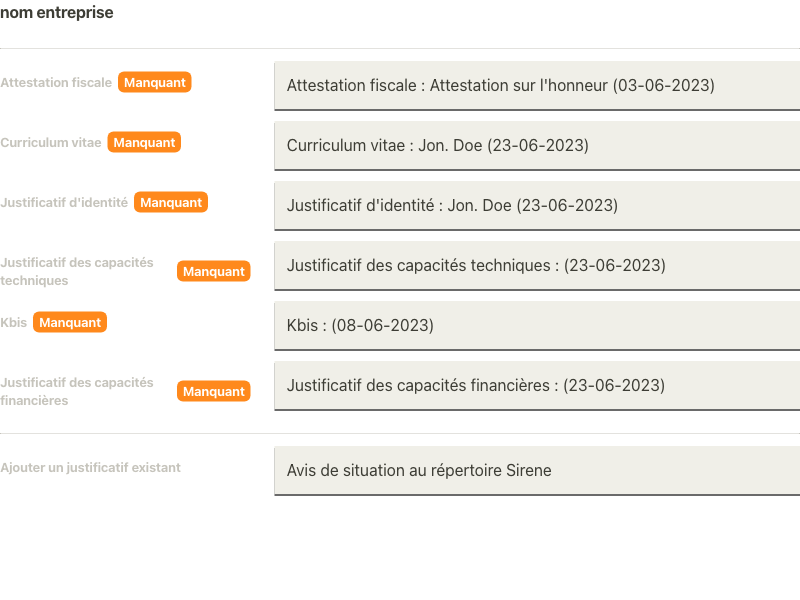 nom entreprise
Attestation fiscale Manquant
Attestation fiscale : Attestation sur l'honneur (03-06-2023)
Curriculum vitae Manquant
Curriculum vitae : Jon. Doe (23-06-2023)
Justificatif d'identité Manquant
Justificatif d'identité : Jon. Doe (23-06-2023)
Justificatif des capacités
techniques
Manquant
Justificatif des capacités techniques : (23-06-2023)
Kbis Manquant
Kbis : (08-06-2023)
Justificatif des capacités
financières
Manquant
Justificatif des capacités financières : (23-06-2023)
Ajouter un justificatif existant
Avis de situation au répertoire Sirene